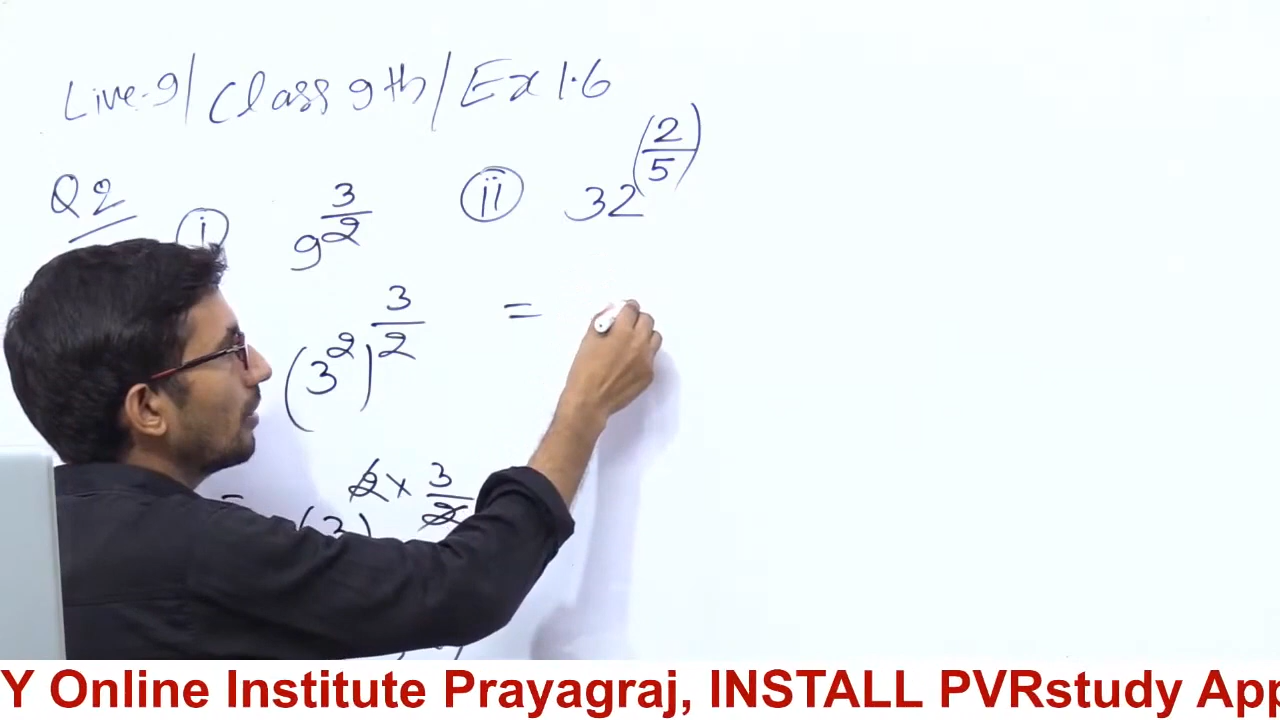 Live-9/ Class 9th/ Ex 1.6
Q2 (i) 9^(3/2) (ii) 32^(2/5)
(3^2)^(3/2) =
= (3)^(2×3/2)
Y Online Institute Prayagraj, INSTALL PVRstudy App